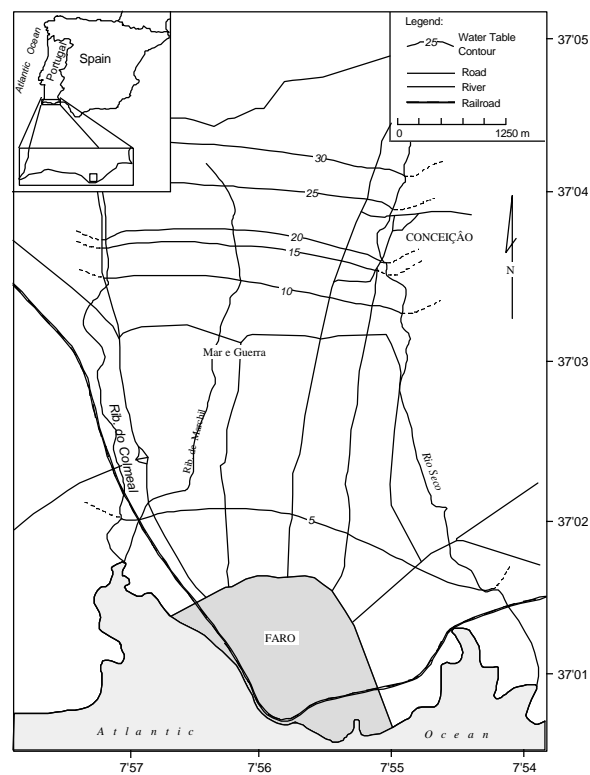 Atlantic Ocean
Portugal
Spain
Legend:
25 Water Table
Contour
Road
River
Railroad
0 1250 m
37'05
30
37'04
25
20
CONCEIÇÂO
15
N
10
37'03
Mar e Guerra
Rib. do Colmeal
Rib. de Marchil
Rio Seco
5
37'02
FARO
37'01
Atlantic Ocean
7'57 7'56 7'55 7'54